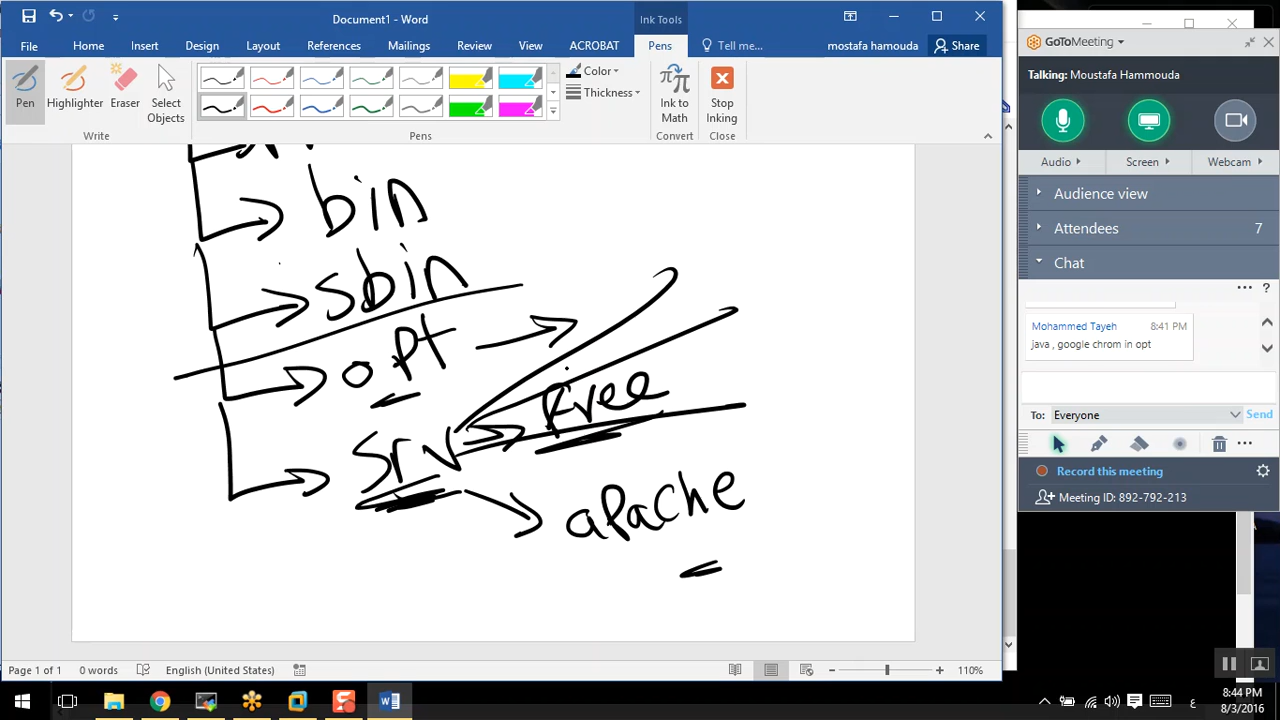 Document1 - Word
Ink Tools
File
Home
Insert
Design
Layout
References
Mailings
Review
View
ACROBAT
Pens
Tell me...
mostafa hamouda
Share
Pen
Highlighter
Eraser
Select Objects
Color
Thickness
Ink to Math
Stop Inking
Write
Pens
Convert
Close
bin
sbin
opt
srv
Free
apache
GoToMeeting
Talking: Moustafa Hammouda
Audio
Screen
Webcam
Audience view
Attendees 7
Chat
Mohammed Tayeh 8:41 PM
java , google chrom in opt
To: Everyone
Send
Record this meeting
Meeting ID: 892-792-213
Page 1 of 1
0 words
English (United States)
110%
ع
8:44 PM
8/3/2016